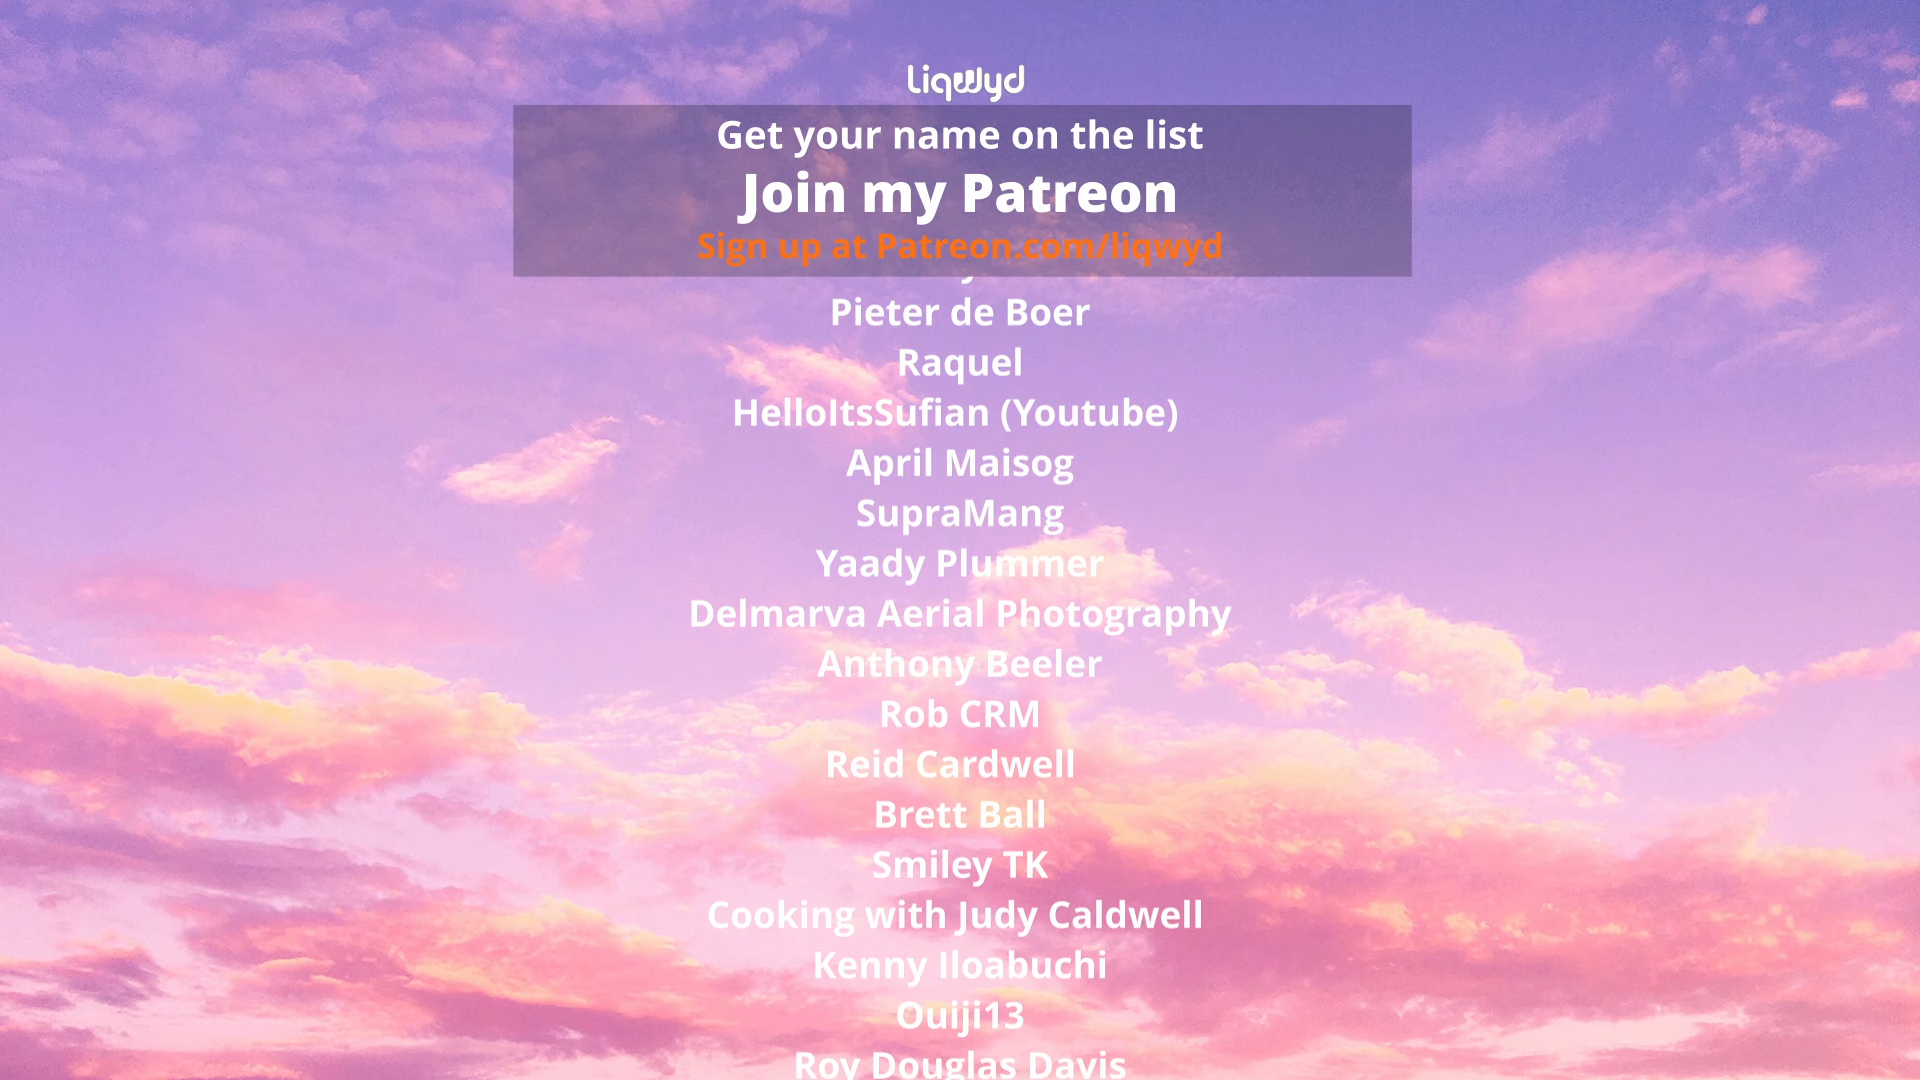 Liqwyd
Get your name on the list
Join my Patreon
Sign up at Patreon.com/liqwyd
Pieter de Boer
Raquel
HelloItsSufian (Youtube)
April Maisog
SupraMang
Yaady Plummer
Delmarva Aerial Photography
Anthony Beeler
Rob CRM
Reid Cardwell
Brett Ball
Smiley TK
Cooking with Judy Caldwell
Kenny Iloabuchi
Ouiji13
Roy Douglas Davis